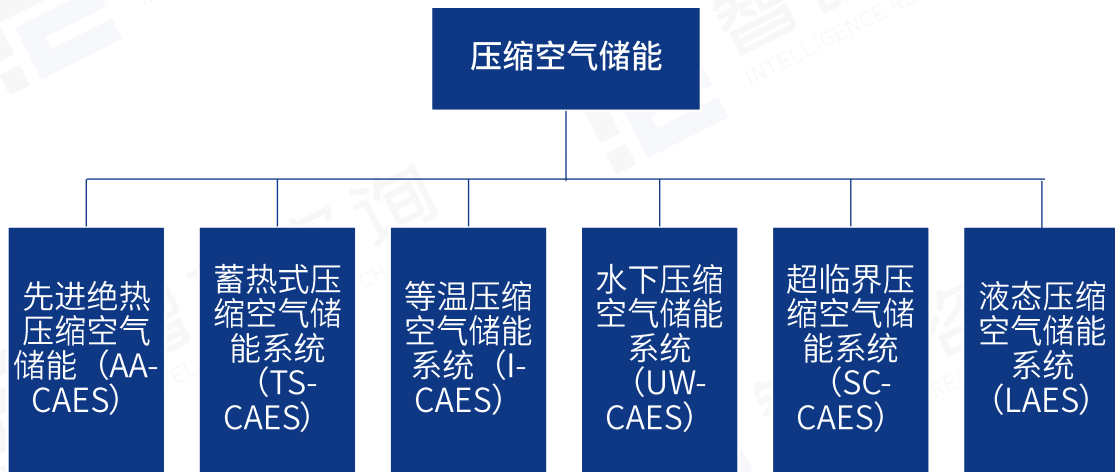 压缩空气储能
先进绝热
压缩空气
储能（AA-
CAES）
蓄热式压
缩空气储
能系统
（TS-
CAES）
等温压缩
空气储能
系统（I-
CAES）
水下压缩
空气储能
系统
（UW-
CAES）
超临界压
缩空气储
能系统
（SC-
CAES）
液态压缩
空气储能
系统
（LAES）